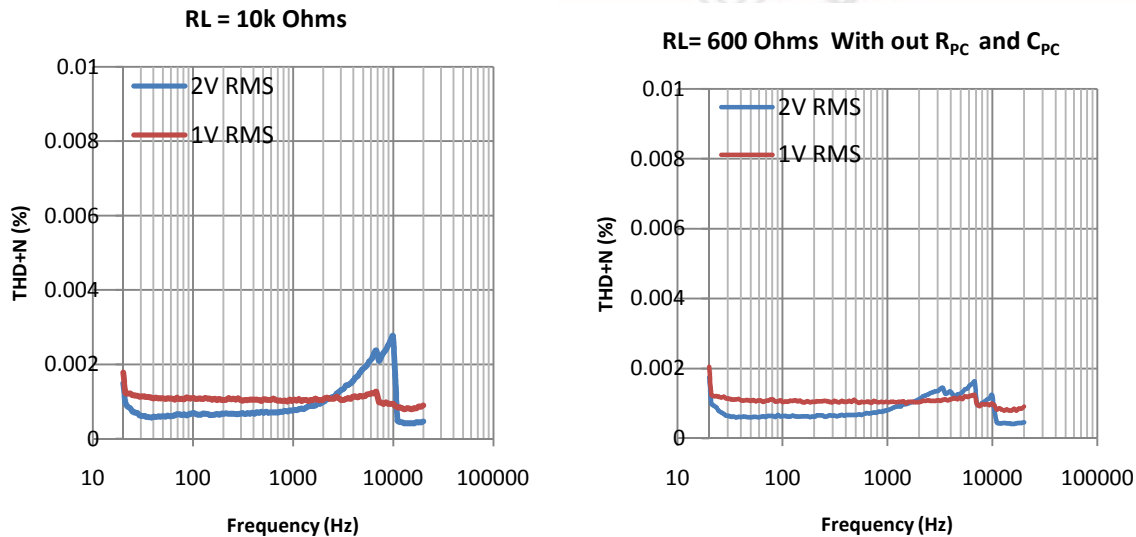 RL = 10k Ohms
0.01
0.008
0.006
0.004
0.002
0
2V RMS
1V RMS
THD+N (%)
10 100 1000 10000 100000
Frequency (Hz)
RL= 600 Ohms With out RPC and CPC
0.01
0.008
0.006
0.004
0.002
0
2V RMS
1V RMS
THD+N (%)
10 100 1000 10000 100000
Frequency (Hz)